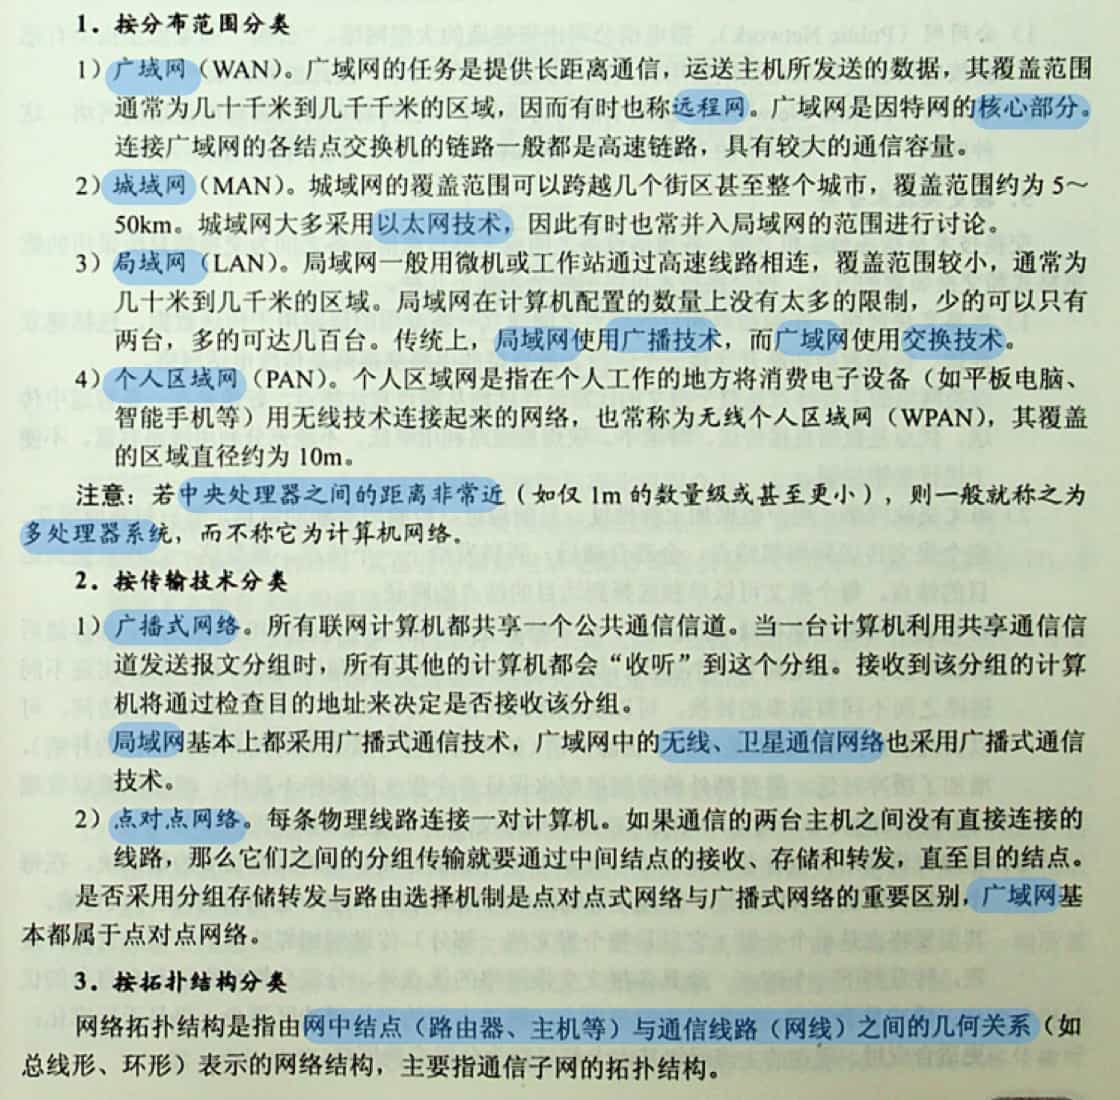 1．按分布范围分类
1）广域网（WAN）。广域网的任务是提供长距离通信，运送主机所发送的数据，其覆盖范围
通常为几十千米到几千千米的区域，因而有时也称远程网。广域网是因特网的核心部分。
连接广域网的各结点交换机的链路一般都是高速链路，具有较大的通信容量。
2）城域网（MAN）。城域网的覆盖范围可以跨越几个街区甚至整个城市，覆盖范围约为 5～
50km。城域网大多采用以太网技术，因此有时也常并入局域网的范围进行讨论。
3）局域网（LAN）。局域网一般用微机或工作站通过高速线路相连，覆盖范围较小，通常为
几十米到几千米的区域。局域网在计算机配置的数量上没有太多的限制，少的可以只有
两台，多的可达几百台。传统上，局域网使用广播技术，而广域网使用交换技术。
4）个人区域网（PAN）。个人区域网是指在个人工作的地方将消费电子设备（如平板电脑、
智能手机等）用无线技术连接起来的网络，也常称为无线个人区域网（WPAN），其覆盖
的区域直径约为 10m。
注意：若中央处理器之间的距离非常近（如仅 1m 的数量级或甚至更小），则一般就称之为
多处理器系统，而不称它为计算机网络。
2．按传输技术分类
1）广播式网络。所有联网计算机都共享一个公共通信信道。当一台计算机利用共享通信信
道发送报文分组时，所有其他的计算机都会“收听”到这个分组。接收到该分组的计算
机将通过检查目的地址来决定是否接收该分组。
局域网基本上都采用广播式通信技术，广域网中的无线、卫星通信网络也采用广播式通信
技术。
2）点对点网络。每条物理线路连接一对计算机。如果通信的两台主机之间没有直接连接的
线路，那么它们之间的分组传输就要通过中间结点的接收、存储和转发，直至目的结点。
是否采用分组存储转发与路由选择机制是点对点式网络与广播式网络的重要区别，广域网基
本都属于点对点网络。
3．按拓扑结构分类
网络拓扑结构是指由网中结点（路由器、主机等）与通信线路（网线）之间的几何关系（如
总线形、环形）表示的网络结构，主要指通信子网的拓扑结构。